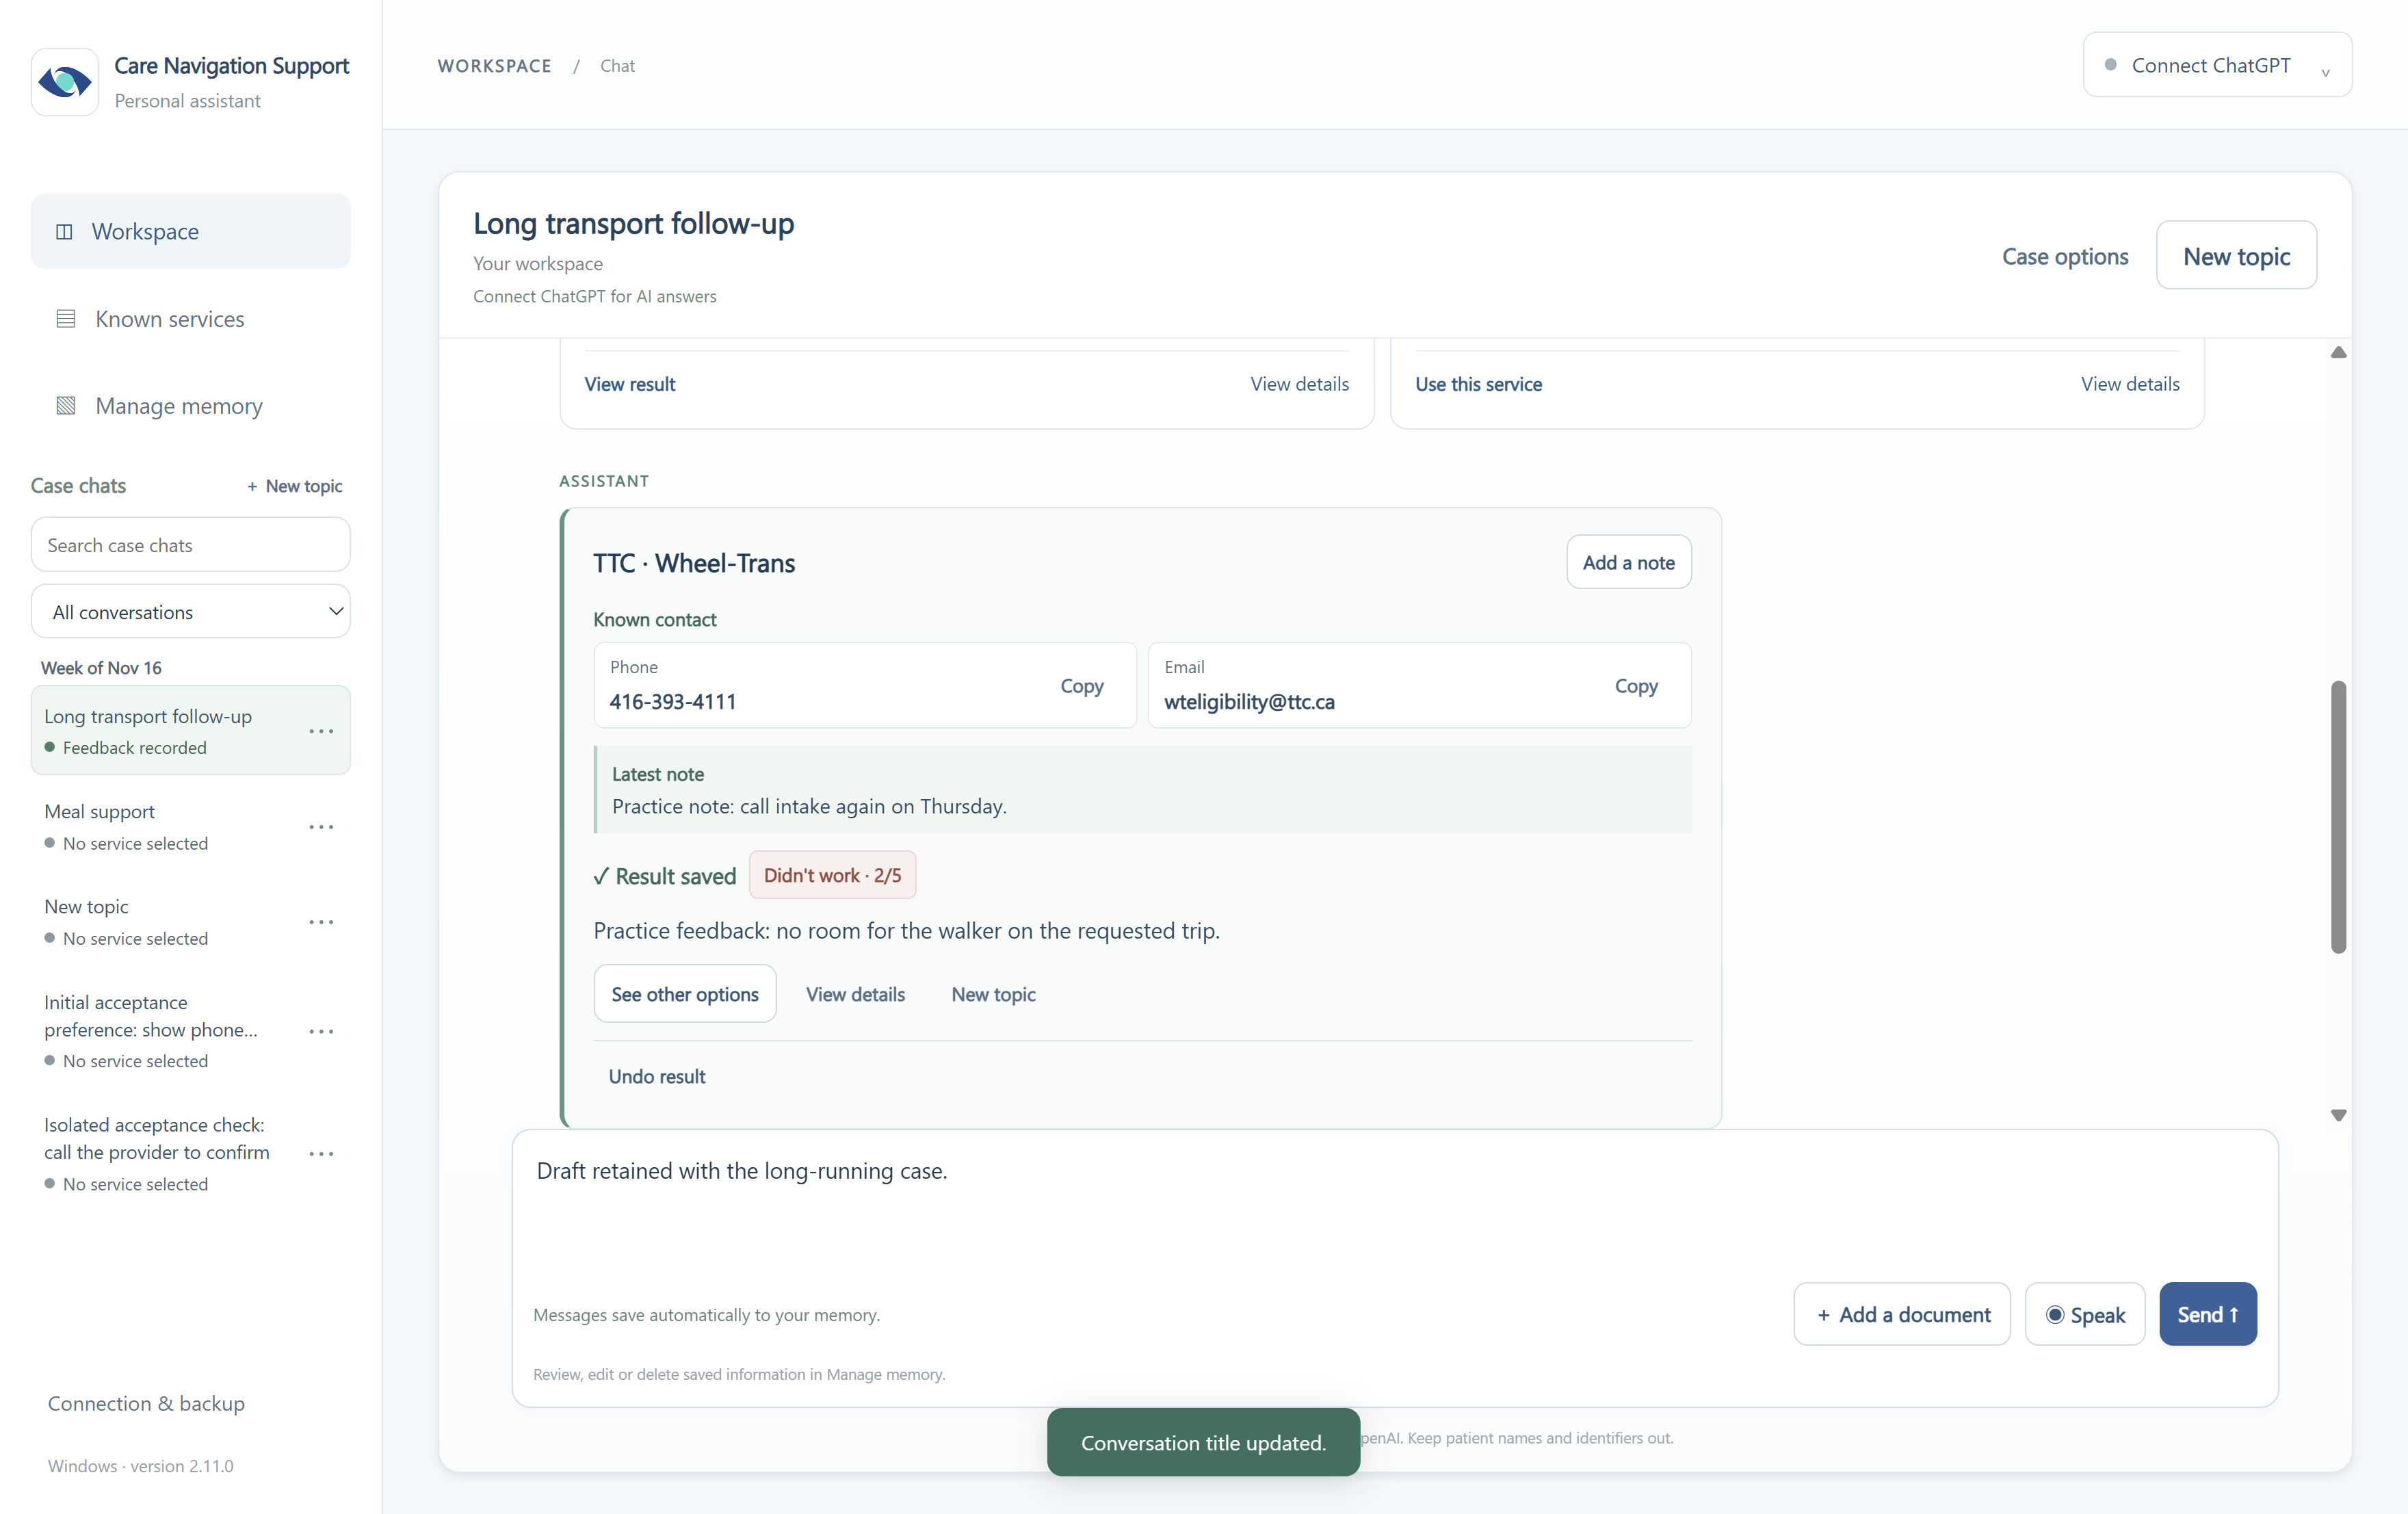 Care Navigation Support
Personal assistant
Workspace
Known services
Manage memory
Case chats
+ New topic
Search case chats
All conversations
Week of Nov 16
Long transport follow-up
Feedback recorded
Meal support
No service selected
New topic
No service selected
Initial acceptance
preference: show phone...
No service selected
Isolated acceptance check:
call the provider to confirm
No service selected
Connection & backup
Windows · version 2.11.0
WORKSPACE / Chat
Connect ChatGPT
Long transport follow-up
Your workspace
Connect ChatGPT for AI answers
Case options
New topic
View result
View details
Use this service
View details
ASSISTANT
TTC · Wheel-Trans
Add a note
Known contact
Phone
416-393-4111
Copy
Email
wteligibility@ttc.ca
Copy
Latest note
Practice note: call intake again on Thursday.
✓ Result saved
Didn't work · 2/5
Practice feedback: no room for the walker on the requested trip.
See other options
View details
New topic
Undo result
Draft retained with the long-running case.
Messages save automatically to your memory.
Review, edit or delete saved information in Manage memory.
+ Add a document
Speak
Send ↑
Conversation title updated.
penAI. Keep patient names and identifiers out.